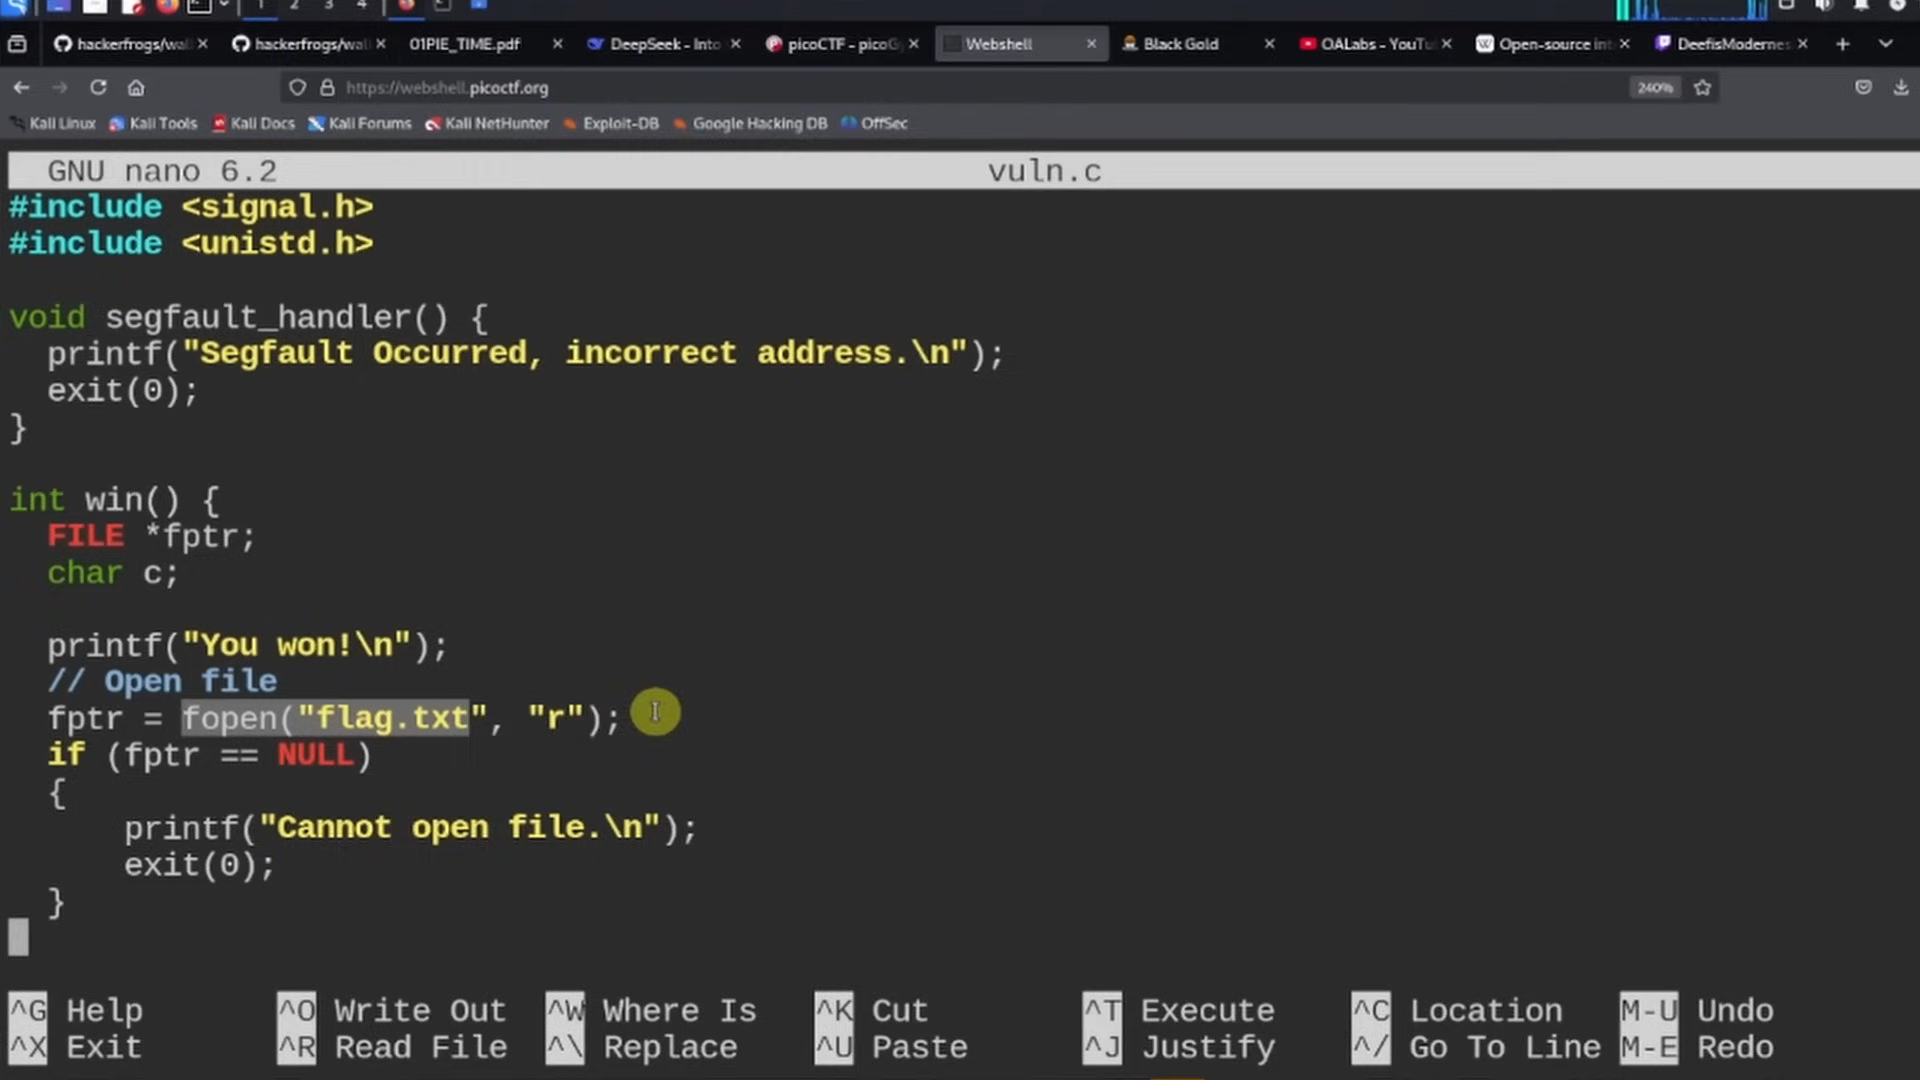 1 2 3 4
hackerfrogs/wal hackerfrogs/wal 01PIE_TIME.pdf DeepSeek - Into picoCTF - picoG Webshell Black Gold OALabs - YouTu Open-source int DeefisModernes
https://webshell.picoctf.org 240%
Kali Linux Kali Tools Kali Docs Kali Forums Kali NetHunter Exploit-DB Google Hacking DB OffSec
GNU nano 6.2 vuln.c
#include <signal.h>
#include <unistd.h>
void segfault_handler() {
printf("Segfault Occurred, incorrect address.\n");
exit(0);
}
int win() {
FILE *fptr;
char c;
printf("You won!\n");
// Open file
fptr = fopen("flag.txt", "r");
if (fptr == NULL)
{
printf("Cannot open file.\n");
exit(0);
}
^G Help ^O Write Out ^W Where Is ^K Cut ^T Execute ^C Location M-U Undo
^X Exit ^R Read File ^\ Replace ^U Paste ^J Justify ^/ Go To Line M-E Redo